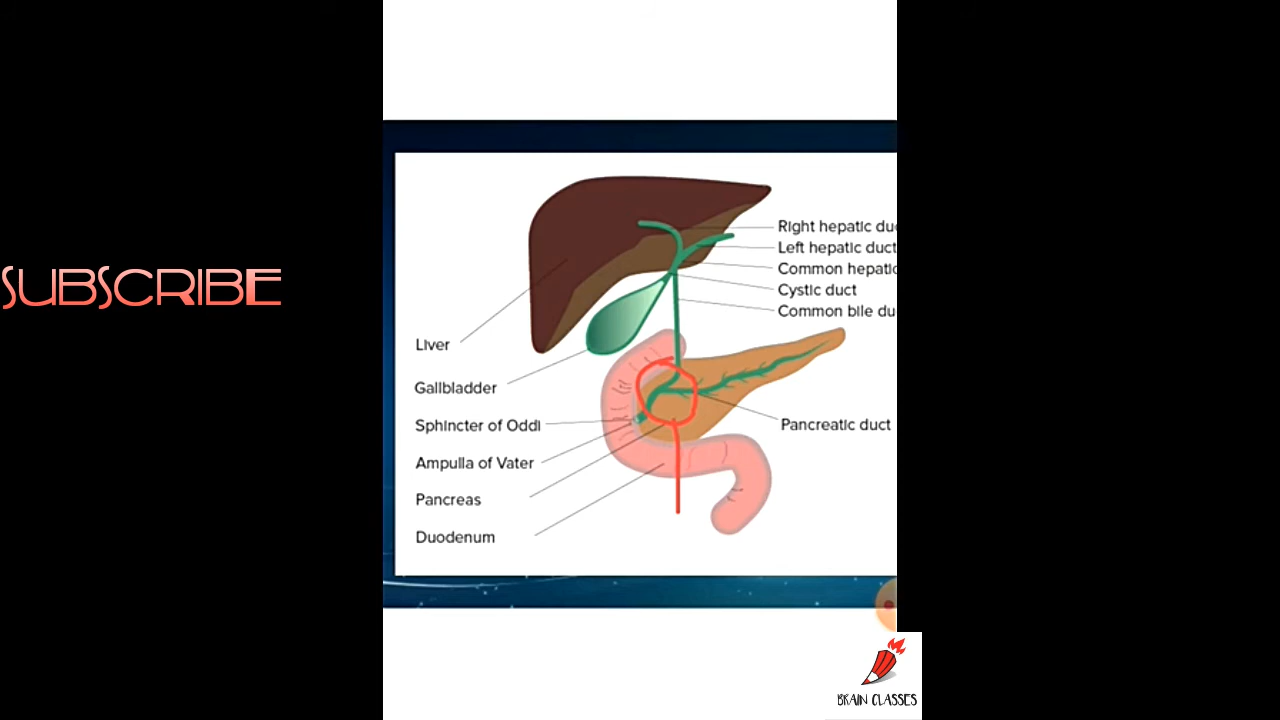 SUBSCRIBE
Right hepatic du
Left hepatic duct
Common hepatic
Cystic duct
Common bile du
Liver
Gallbladder
Sphincter of Oddi
Ampulla of Vater
Pancreas
Duodenum
Pancreatic duct
BRAIN CLASSES